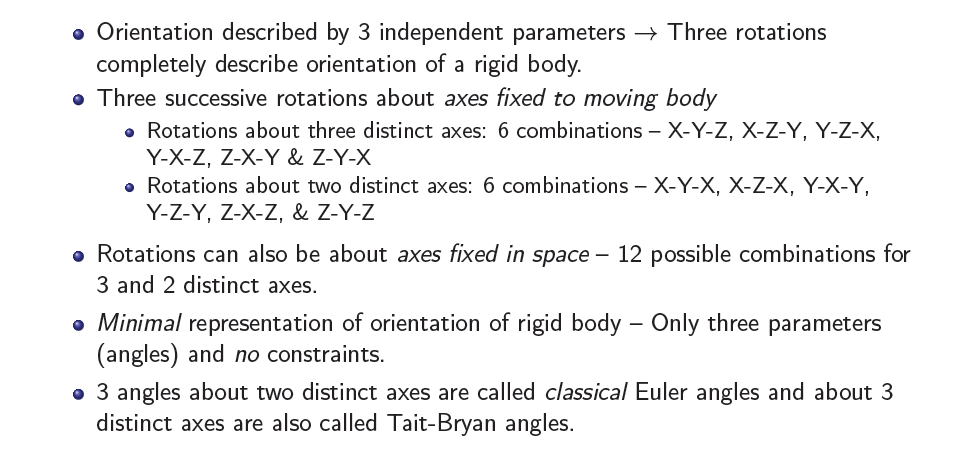 Orientation described by 3 independent parameters → Three rotations
completely describe orientation of a rigid body.
Three successive rotations about axes fixed to moving body
Rotations about three distinct axes: 6 combinations – X-Y-Z, X-Z-Y, Y-Z-X,
Y-X-Z, Z-X-Y & Z-Y-X
Rotations about two distinct axes: 6 combinations – X-Y-X, X-Z-X, Y-X-Y,
Y-Z-Y, Z-X-Z, & Z-Y-Z
Rotations can also be about axes fixed in space – 12 possible combinations for
3 and 2 distinct axes.
Minimal representation of orientation of rigid body – Only three parameters
(angles) and no constraints.
3 angles about two distinct axes are called classical Euler angles and about 3
distinct axes are also called Tait-Bryan angles.